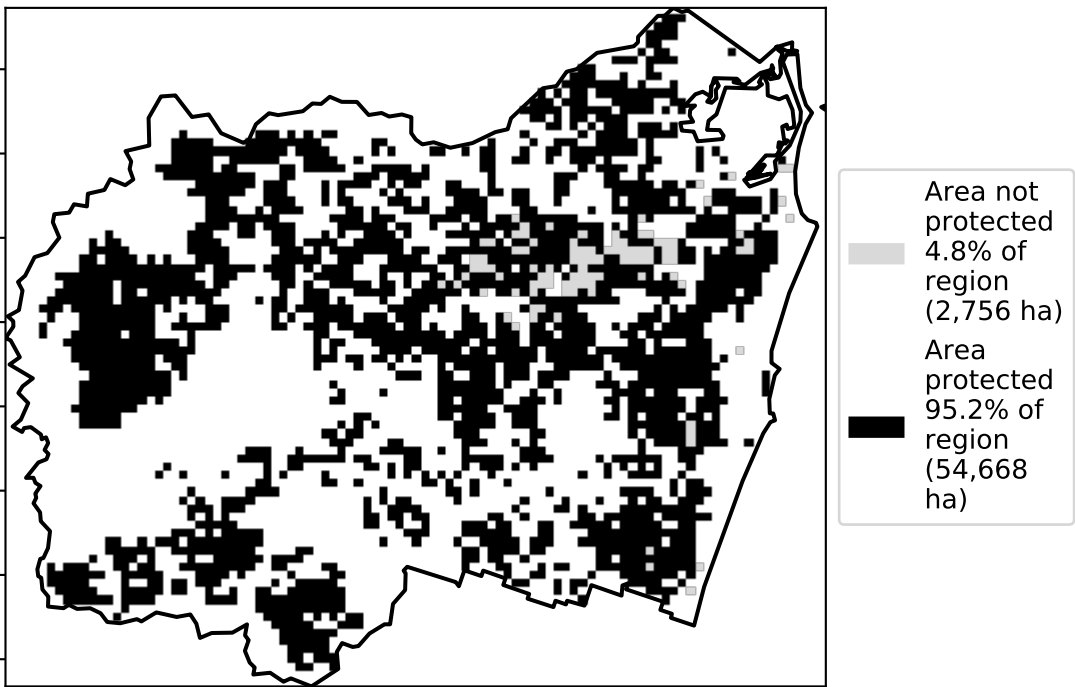 Area not
protected
4.8% of
region
(2,756 ha)
Area
protected
95.2% of
region
(54,668
ha)